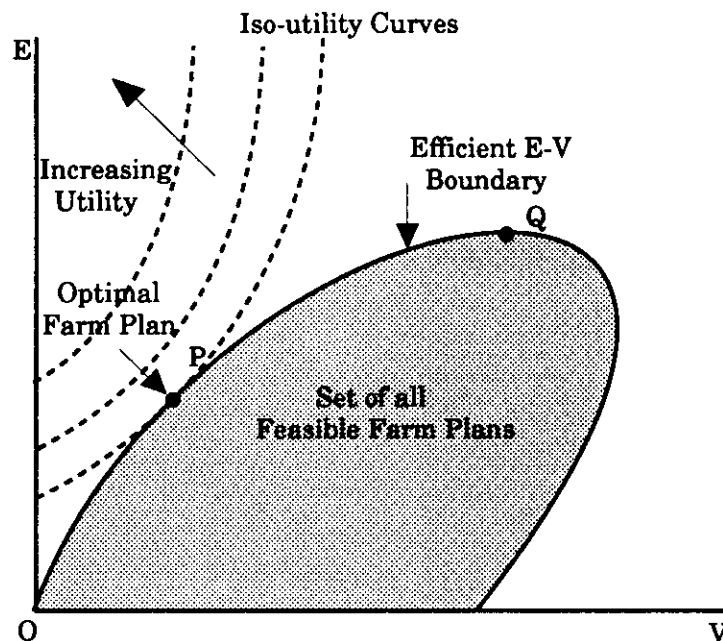 Iso-utility Curves
E
Increasing
Utility
Efficient E-V
Boundary
Q
Optimal
Farm Plan
P
Set of all
Feasible Farm Plans
O
V